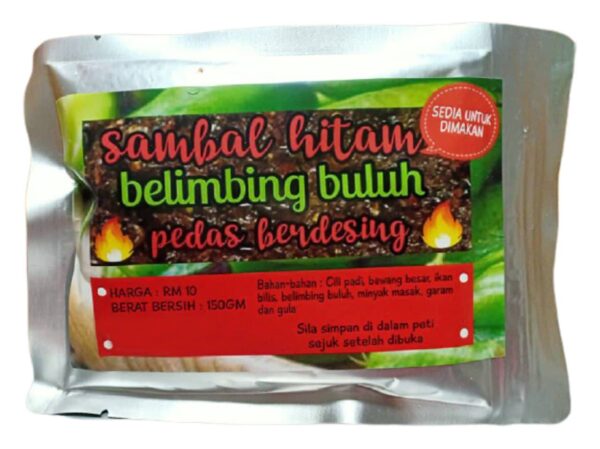 sambal hitam
SEDIA UNTUK
DIMAKAN
belimbing buluh
pedas berdesing
HARGA : RM 10
BERAT BERSIH : 150GM
Bahan-bahan : Cili padi, bawang besar, ikan
bilis, belimbing buluh, minyak masak, garam
dan gula
Sila simpan di dalam peti
sejuk setelah dibuka